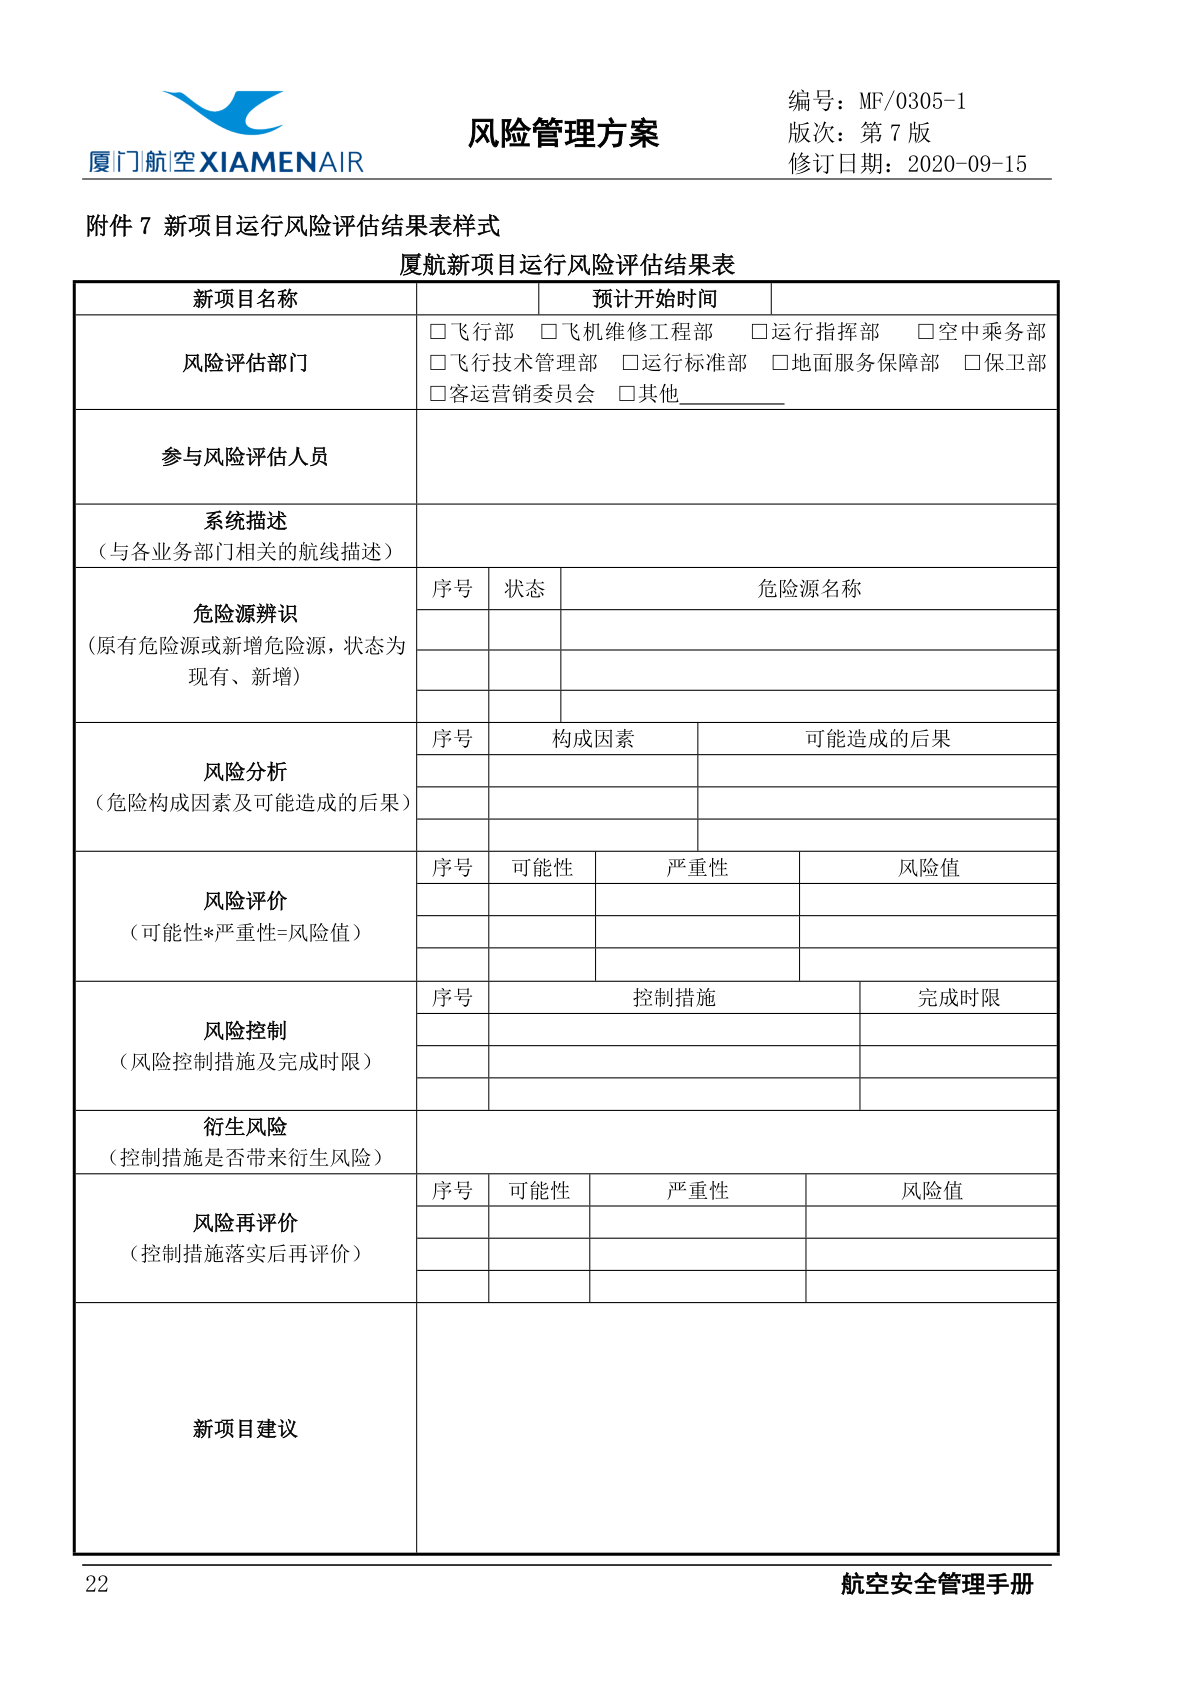 厦门航空 XIAMENAIR
风险管理方案
编号：MF/0305-1
版次：第 7 版
修订日期：2020-09-15
附件 7 新项目运行风险评估结果表样式
厦航新项目运行风险评估结果表
新项目名称 预计开始时间
风险评估部门
□飞行部 □飞机维修工程部 □运行指挥部 □空中乘务部
□飞行技术管理部 □运行标准部 □地面服务保障部 □保卫部
□客运营销委员会 □其他__________
参与风险评估人员
系统描述
（与各业务部门相关的航线描述）
危险源辨识
(原有危险源或新增危险源，状态为
现有、新增)
序号 状态 危险源名称
风险分析
（危险构成因素及可能造成的后果）
序号 构成因素 可能造成的后果
风险评价
（可能性*严重性=风险值）
序号 可能性 严重性 风险值
风险控制
（风险控制措施及完成时限）
序号 控制措施 完成时限
衍生风险
（控制措施是否带来衍生风险）
风险再评价
（控制措施落实后再评价）
序号 可能性 严重性 风险值
新项目建议
22 航空安全管理手册